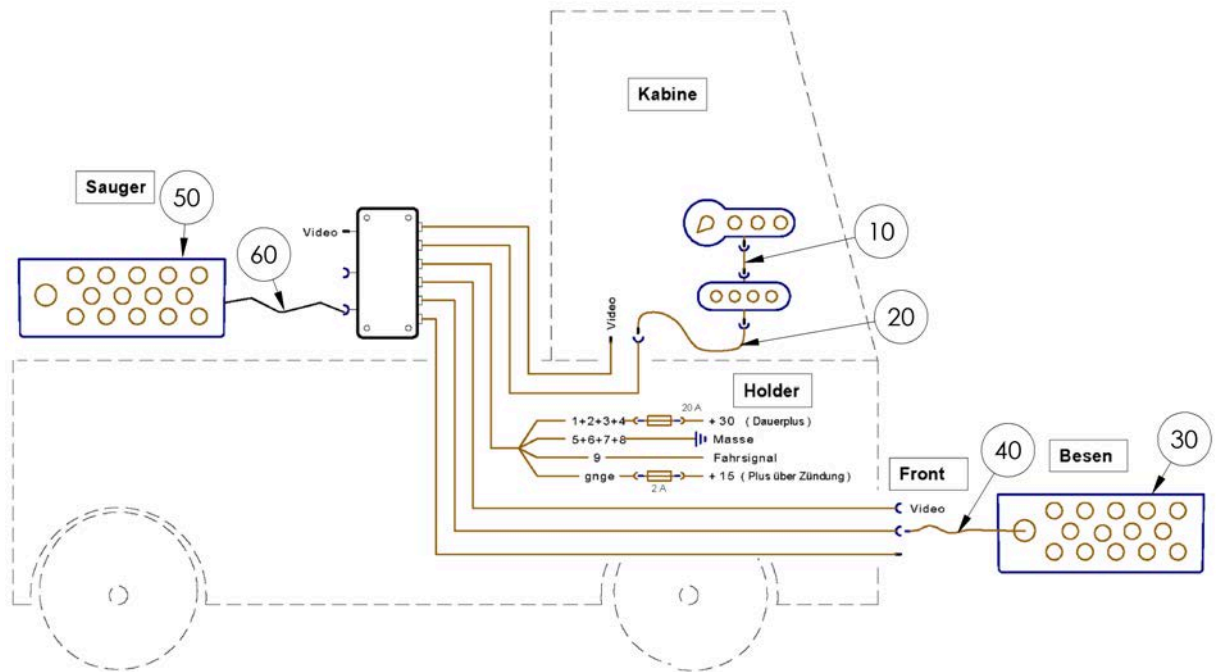 Kabine
Sauger
50
60
Video
10
20
Video
Holder
20 A
1+2+3+4
+ 30 ( Dauerplus)
5+6+7+8
Masse
9
Fahrsignal
gnge
2 A
+ 15 ( Plus über Zündung)
Front
40
Besen
30
Video